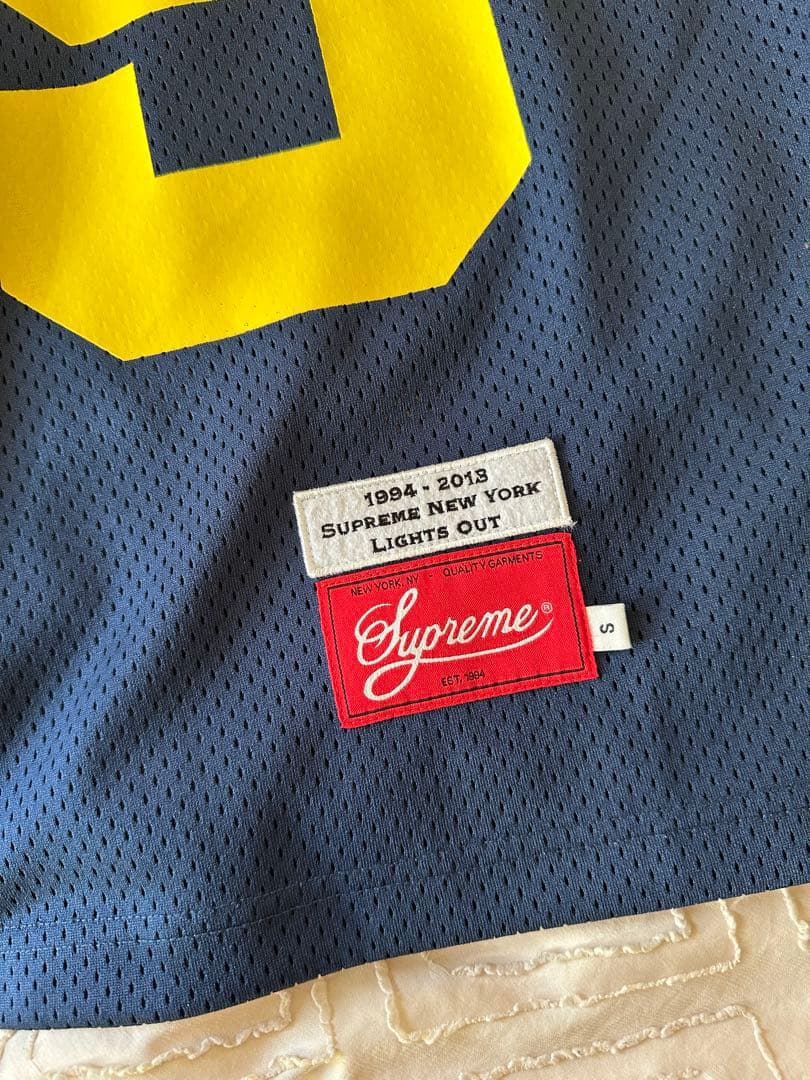 1994 - 2013
SUPREME NEW YORK
LIGHTS OUT
NEW YORK, NY - QUALITY GARMENTS
Supreme®
EST. 1994
S